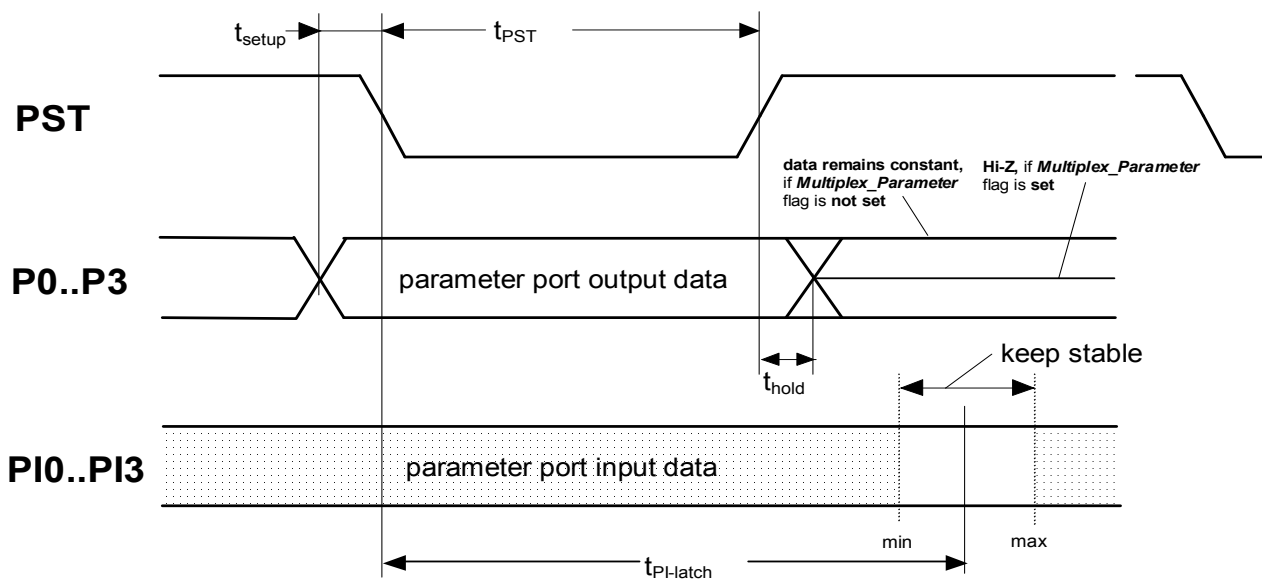 tsetup
tPST
PST
data remains constant,
if Multiplex_Parameter
flag is not set
Hi-Z, if Multiplex_Parameter
flag is set
P0..P3
parameter port output data
keep stable
thold
PI0..PI3
parameter port input data
min
max
tPI-latch